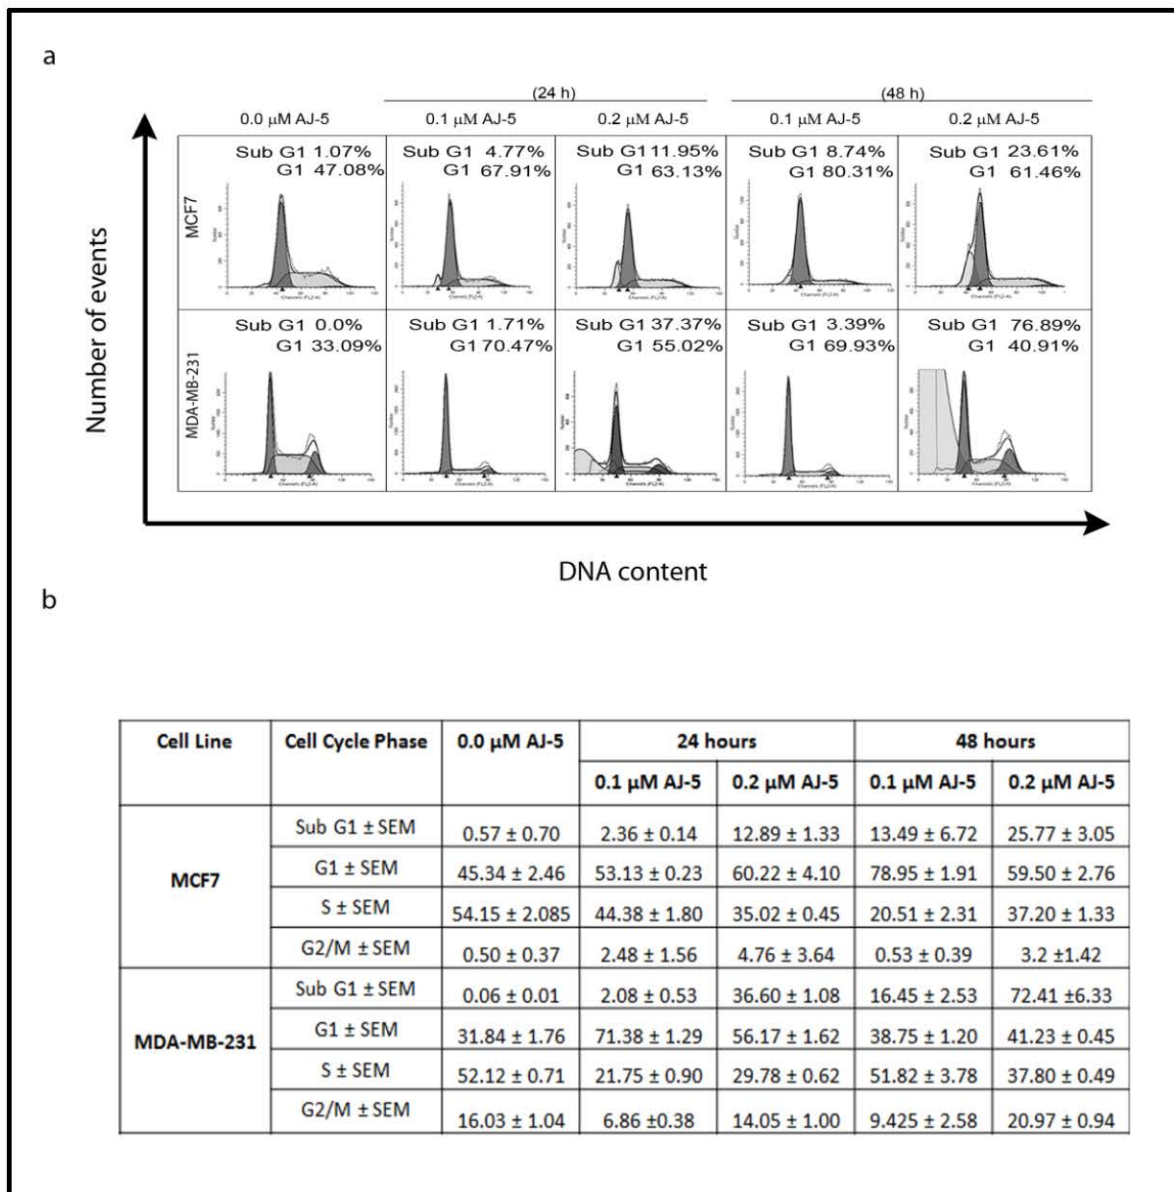 a
(24 h) (48 h)
0.0 μM AJ-5 0.1 μM AJ-5 0.2 μM AJ-5 0.1 μM AJ-5 0.2 μM AJ-5
Sub G1 1.07% Sub G1 4.77% Sub G1 11.95% Sub G1 8.74% Sub G1 23.61%
G1 47.08% G1 67.91% G1 63.13% G1 80.31% G1 61.46%
MCF7
Sub G1 0.0% Sub G1 1.71% Sub G1 37.37% Sub G1 3.39% Sub G1 76.89%
G1 33.09% G1 70.47% G1 55.02% G1 69.93% G1 40.91%
MDA-MB-231
Number of events
DNA content
b
Cell Line Cell Cycle Phase 0.0 μM AJ-5 24 hours 48 hours
0.1 μM AJ-5 0.2 μM AJ-5 0.1 μM AJ-5 0.2 μM AJ-5
MCF7
Sub G1 ± SEM 0.57 ± 0.70 2.36 ± 0.14 12.89 ± 1.33 13.49 ± 6.72 25.77 ± 3.05
G1 ± SEM 45.34 ± 2.46 53.13 ± 0.23 60.22 ± 4.10 78.95 ± 1.91 59.50 ± 2.76
S ± SEM 54.15 ± 2.085 44.38 ± 1.80 35.02 ± 0.45 20.51 ± 2.31 37.20 ± 1.33
G2/M ± SEM 0.50 ± 0.37 2.48 ± 1.56 4.76 ± 3.64 0.53 ± 0.39 3.2 ±1.42
MDA-MB-231
Sub G1 ± SEM 0.06 ± 0.01 2.08 ± 0.53 36.60 ± 1.08 16.45 ± 2.53 72.41 ±6.33
G1 ± SEM 31.84 ± 1.76 71.38 ± 1.29 56.17 ± 1.62 38.75 ± 1.20 41.23 ± 0.45
S ± SEM 52.12 ± 0.71 21.75 ± 0.90 29.78 ± 0.62 51.82 ± 3.78 37.80 ± 0.49
G2/M ± SEM 16.03 ± 1.04 6.86 ±0.38 14.05 ± 1.00 9.425 ± 2.58 20.97 ± 0.94